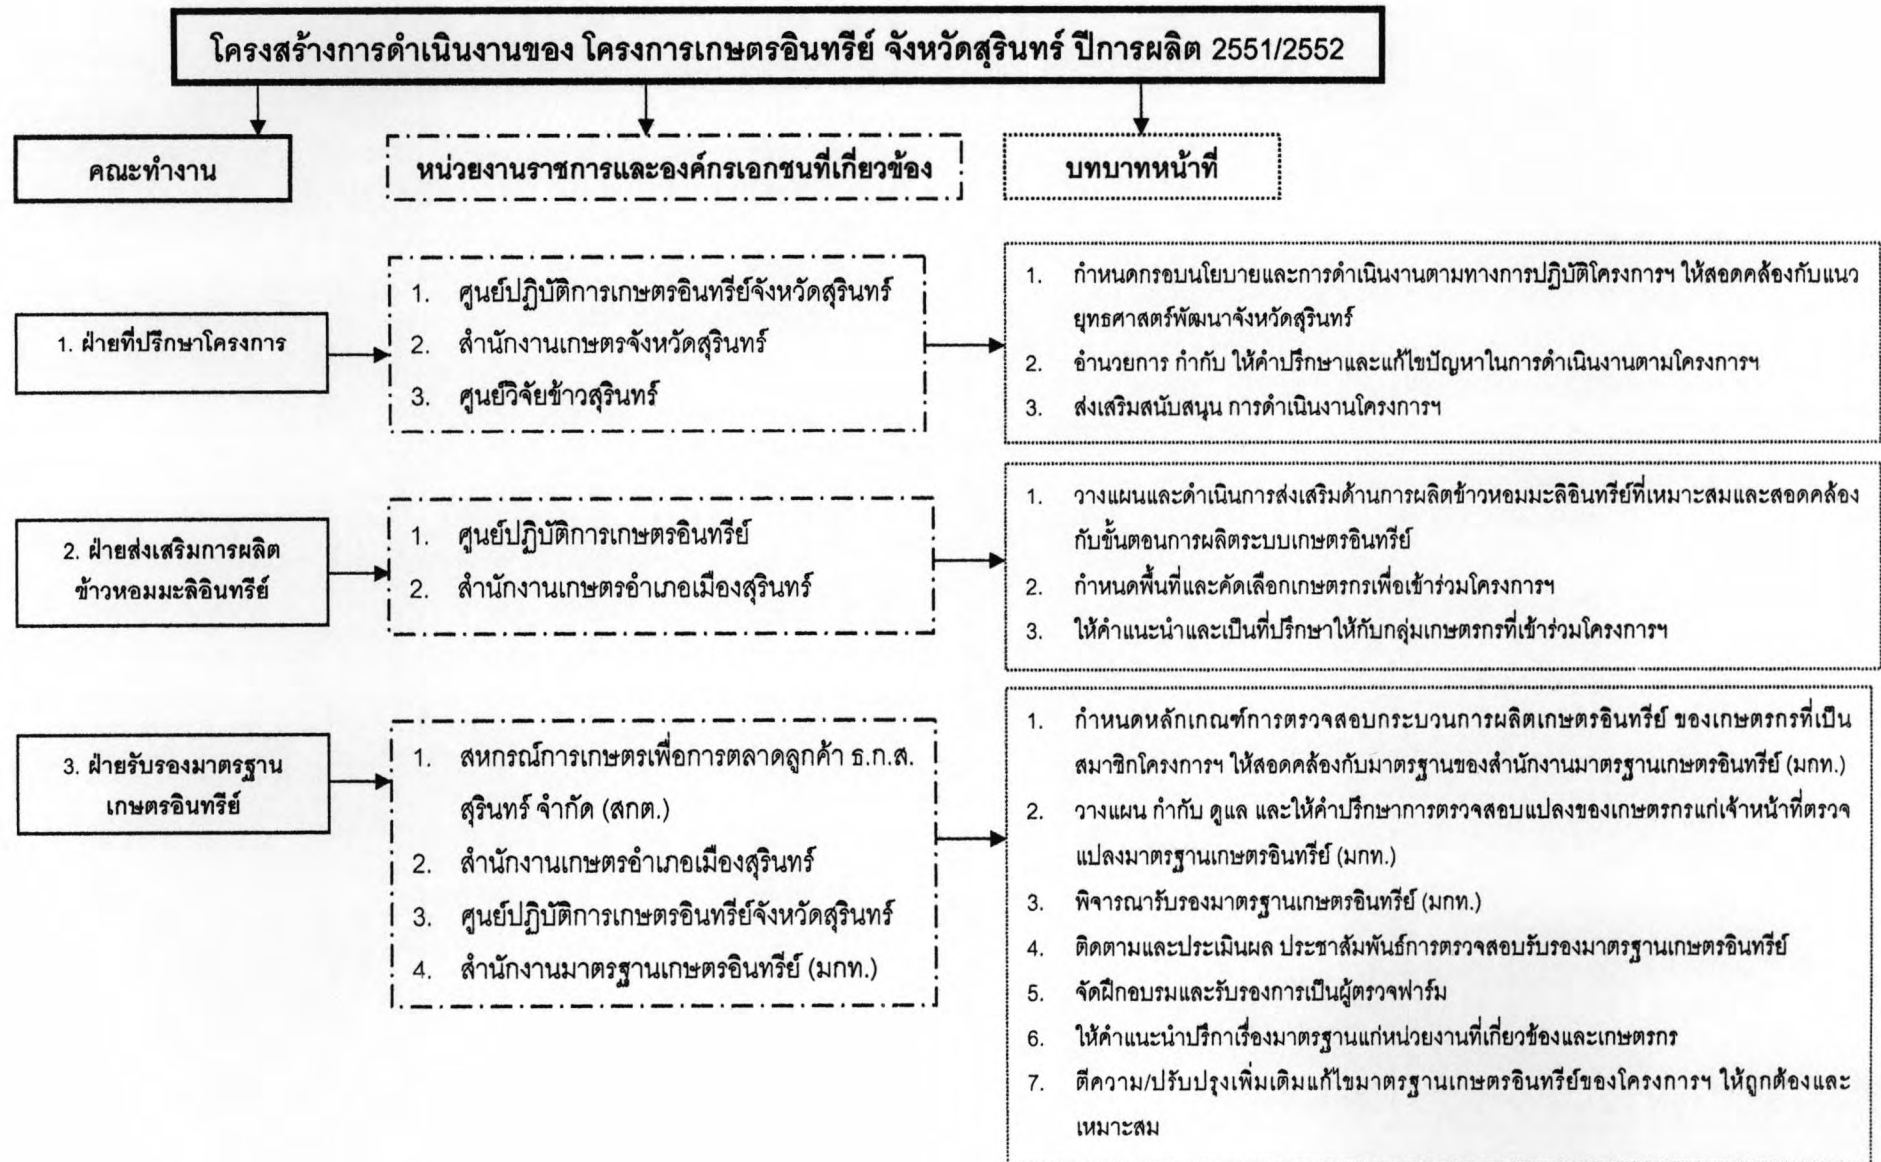 โครงสร้างการดำเนินงานของ โครงการเกษตรอินทรีย์ จังหวัดสุรินทร์ ปีการผลิต 2551/2552
คณะทำงาน
หน่วยงานราชการและองค์กรเอกชนที่เกี่ยวข้อง
บทบาทหน้าที่
1. ฝ่ายที่ปรึกษาโครงการ
1. ศูนย์ปฏิบัติการเกษตรอินทรีย์จังหวัดสุรินทร์
2. สำนักงานเกษตรจังหวัดสุรินทร์
3. ศูนย์วิจัยข้าวสุรินทร์
1. กำหนดกรอบนโยบายและการดำเนินงานตามทางการปฏิบัติโครงการฯ ให้สอดคล้องกับแนว
ยุทธศาสตร์พัฒนาจังหวัดสุรินทร์
2. อำนวยการ กำกับ ให้คำปรึกษาและแก้ไขปัญหาในการดำเนินงานตามโครงการฯ
3. ส่งเสริมสนับสนุน การดำเนินงานโครงการฯ
2. ฝ่ายส่งเสริมการผลิต
ข้าวหอมมะลิอินทรีย์
1. ศูนย์ปฏิบัติการเกษตรอินทรีย์
2. สำนักงานเกษตรอำเภอเมืองสุรินทร์
1. วางแผนและดำเนินการส่งเสริมด้านการผลิตข้าวหอมมะลิอินทรีย์ที่เหมาะสมและสอดคล้อง
กับขั้นตอนการผลิตระบบเกษตรอินทรีย์
2. กำหนดพื้นที่และคัดเลือกเกษตรกรเพื่อเข้าร่วมโครงการฯ
3. ให้คำแนะนำและเป็นที่ปรึกษาให้กับกลุ่มเกษตรกรที่เข้าร่วมโครงการฯ
3. ฝ่ายรับรองมาตรฐาน
เกษตรอินทรีย์
1. สหกรณ์การเกษตรเพื่อการตลาดลูกค้า ธ.ก.ส.
สุรินทร์ จำกัด (สกต.)
2. สำนักงานเกษตรอำเภอเมืองสุรินทร์
3. ศูนย์ปฏิบัติการเกษตรอินทรีย์จังหวัดสุรินทร์
4. สำนักงานมาตรฐานเกษตรอินทรีย์ (มกท.)
1. กำหนดหลักเกณฑ์การตรวจสอบกระบวนการผลิตเกษตรอินทรีย์ ของเกษตรกรที่เป็น
สมาชิกโครงการฯ ให้สอดคล้องกับมาตรฐานของสำนักงานมาตรฐานเกษตรอินทรีย์ (มกท.)
2. วางแผน กำกับ ดูแล และให้คำปรึกษาการตรวจสอบแปลงของเกษตรกรแก่เจ้าหน้าที่ตรวจ
แปลงมาตรฐานเกษตรอินทรีย์ (มกท.)
3. พิจารณารับรองมาตรฐานเกษตรอินทรีย์ (มกท.)
4. ติดตามและประเมินผล ประชาสัมพันธ์การตรวจสอบรับรองมาตรฐานเกษตรอินทรีย์
5. จัดฝึกอบรมและรับรองการเป็นผู้ตรวจฟาร์ม
6. ให้คำแนะนำปรึกาเรื่องมาตรฐานแก่หน่วยงานที่เกี่ยวข้องและเกษตรกร
7. ตีความ/ปรับปรุงเพิ่มเติมแก้ไขมาตรฐานเกษตรอินทรีย์ของโครงการฯ ให้ถูกต้องและ
เหมาะสม